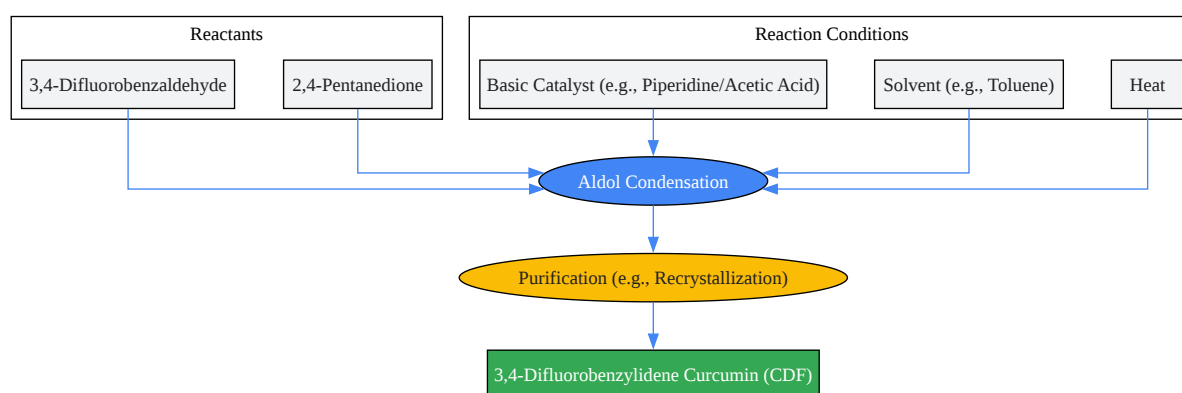 Reactants
Reaction Conditions
3,4-Difluorobenzaldehyde
2,4-Pentanedione
Basic Catalyst (e.g., Piperidine/Acetic Acid)
Solvent (e.g., Toluene)
Heat
Aldol Condensation
Purification (e.g., Recrystallization)
3,4-Difluorobenzylidene Curcumin (CDF)